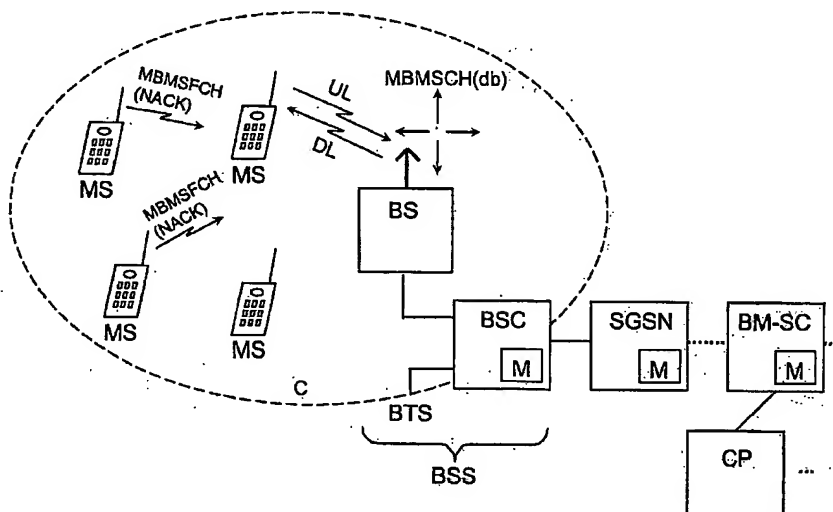 MBMSFCH
(NACK)
UL
DL
MBMSCH(db)
MS
MS
MBMSFCH
(NACK)
BS
MS
MS
BSC
M
SGSN
M
BM-SC
M
C
BTS
BSS
CP